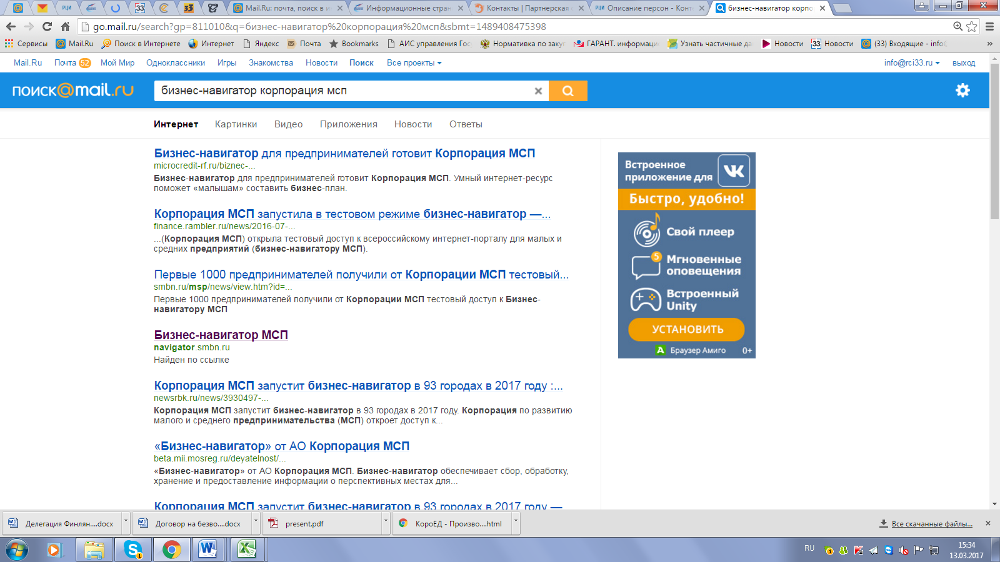 Mail.Ru: почта, поиск в и
Информационные стран
Контакты | Партнерская
РЦИ Описание персон - Конт
бизнес-навигатор корпо
go.mail.ru/search?gp=811010&q=бизнес-навигатор%20корпорация%20мсп&sbmt=1489408475398
Сервисы Mail.Ru Поиск в Интернете Интернет Яндекс Почта Bookmarks АИС управления Гос Нормативка по закуп ГАРАНТ. информаци Узнать частичные да Новости Новости (33) Входящие - info@ »
Mail.Ru Почта 52 Мой Мир Одноклассники Игры Знакомства Новости Поиск Все проекты info@rci33.ru выход
поиск@mail.ru бизнес-навигатор корпорация мсп
Интернет Картинки Видео Приложения Новости Ответы
Бизнес-навигатор для предпринимателей готовит Корпорация МСП
microcredit-rf.ru/biznec-...
Бизнес-навигатор для предпринимателей готовит Корпорация МСП. Умный интернет-ресурс
поможет «малышам» составить бизнес-план.
Корпорация МСП запустила в тестовом режиме бизнес-навигатор —...
finance.rambler.ru/news/2016-07-...
...(Корпорация МСП) открыла тестовый доступ к всероссийскому интернет-порталу для малых и
средних предприятий (бизнес-навигатору МСП).
Первые 1000 предпринимателей получили от Корпорации МСП тестовый...
smbn.ru/msp/news/view.htm?id=...
Первые 1000 предпринимателей получили от Корпорации МСП тестовый доступ к Бизнес-
навигатору МСП
Бизнес-навигатор МСП
navigator.smbn.ru
Найден по ссылке
Корпорация МСП запустит бизнес-навигатор в 93 городах в 2017 году :...
newsrbk.ru/news/3930497-...
Корпорация МСП запустит бизнес-навигатор в 93 городах в 2017 году. Корпорация по развитию
малого и среднего предпринимательства (МСП) откроет доступ к...
«Бизнес-навигатор» от АО Корпорация МСП
beta.mii.mosreg.ru/deyatelnost/...
«Бизнес-навигатор» от АО Корпорация МСП. Бизнес-навигатор обеспечивает сбор, обработку,
хранение и предоставление информации о перспективных местах для...
Корпорация МСП запустит бизнес-навигатор в 93 городах в 2017 году —
Встроенное
приложение для
Быстро, удобно!
Свой плеер
5
Мгновенные
оповещения
Встроенный
Unity
УСТАНОВИТЬ
Браузер Амиго 0+
Делегация Финлян....docx Договор на безво....docx present.pdf КороЕД - Произво....html Все скачанные файлы...
RU
15:34
13.03.2017